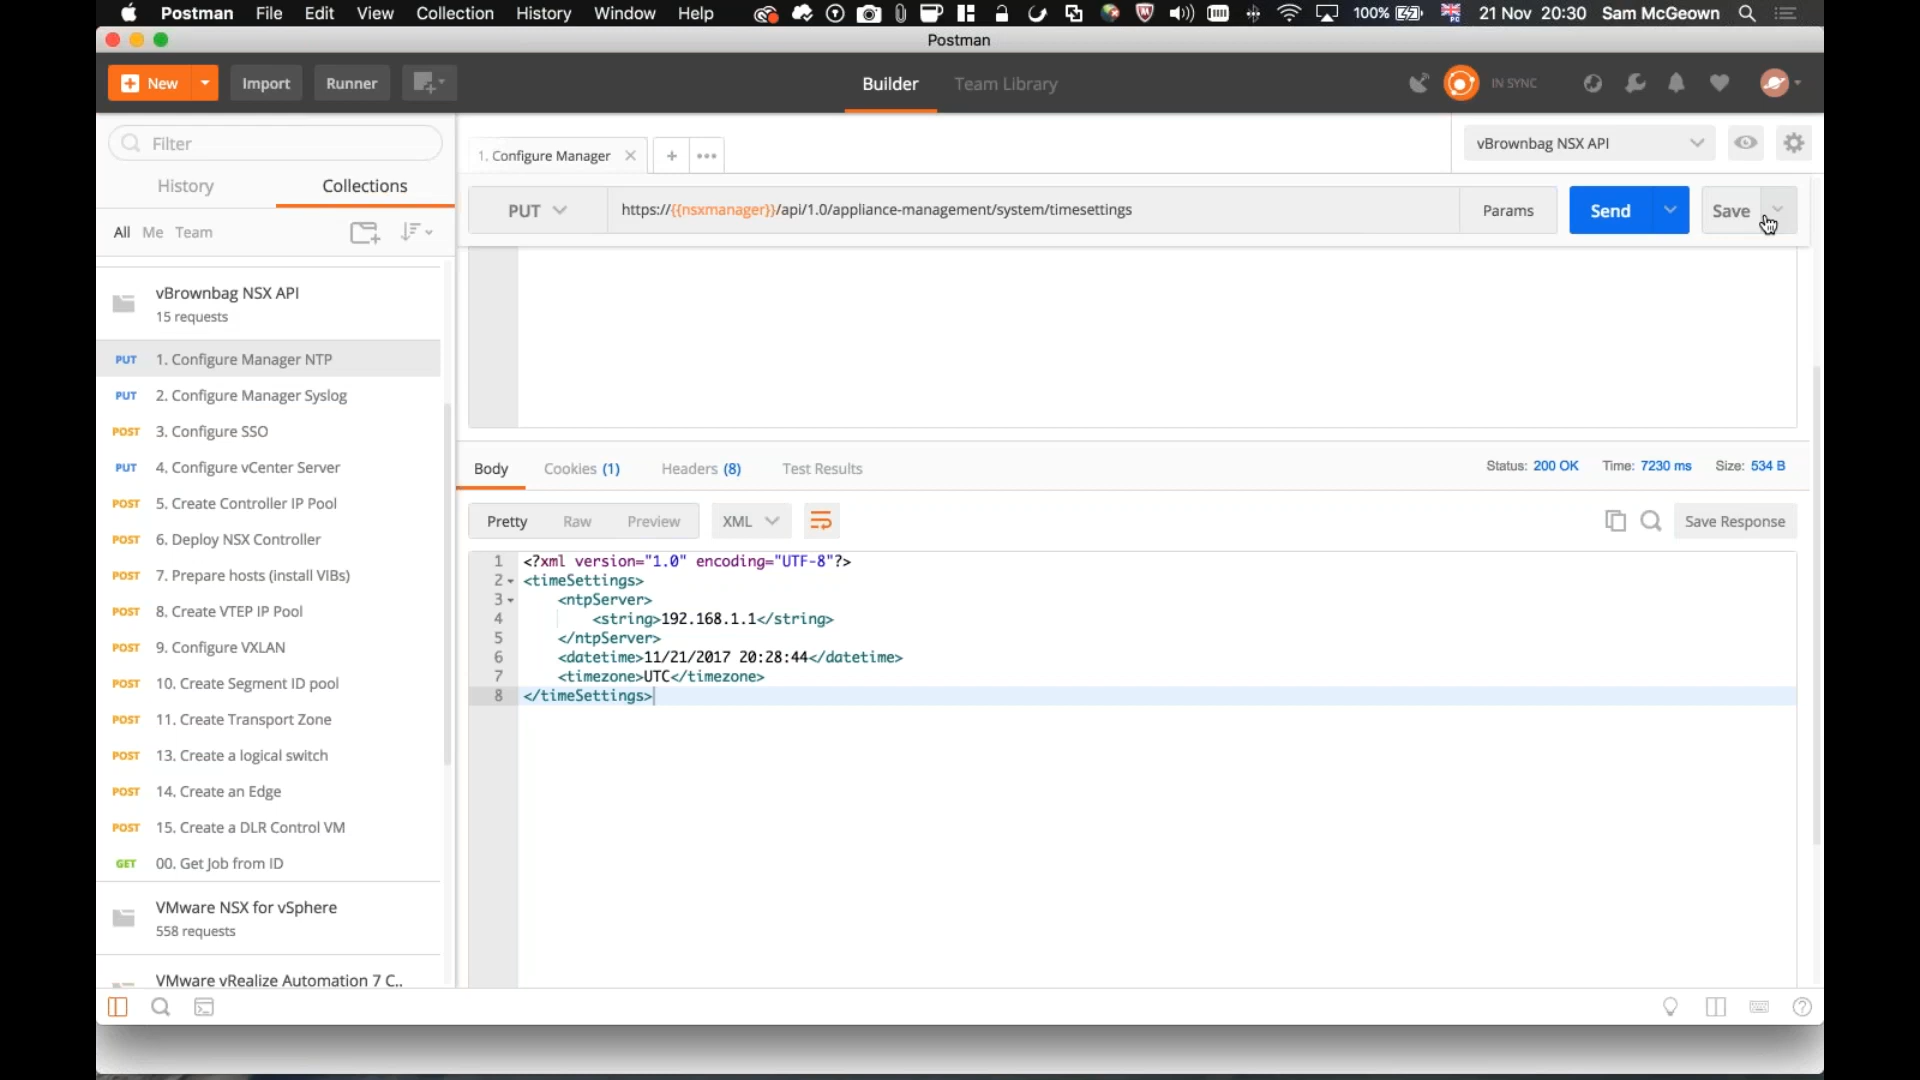 Postman File Edit View Collection History Window Help 100% 21 Nov 20:30 Sam McGeown
Postman
New Import Runner Builder Team Library IN SYNC
Filter
History Collections
All Me Team
vBrownbag NSX API
15 requests
PUT 1. Configure Manager NTP
PUT 2. Configure Manager Syslog
POST 3. Configure SSO
PUT 4. Configure vCenter Server
POST 5. Create Controller IP Pool
POST 6. Deploy NSX Controller
POST 7. Prepare hosts (install VIBs)
POST 8. Create VTEP IP Pool
POST 9. Configure VXLAN
POST 10. Create Segment ID pool
POST 11. Create Transport Zone
POST 13. Create a logical switch
POST 14. Create an Edge
POST 15. Create a DLR Control VM
GET 00. Get Job from ID
VMware NSX for vSphere
558 requests
VMware vRealize Automation 7 C..
1. Configure Manager
vBrownbag NSX API
PUT https://{{nsxmanager}}/api/1.0/appliance-management/system/timesettings Params Send Save
Body Cookies (1) Headers (8) Test Results Status: 200 OK Time: 7230 ms Size: 534 B
Pretty Raw Preview XML Save Response
1 <?xml version="1.0" encoding="UTF-8"?>
2 <timeSettings>
3 <ntpServer>
4 <string>192.168.1.1</string>
5 </ntpServer>
6 <datetime>11/21/2017 20:28:44</datetime>
7 <timezone>UTC</timezone>
8 </timeSettings>